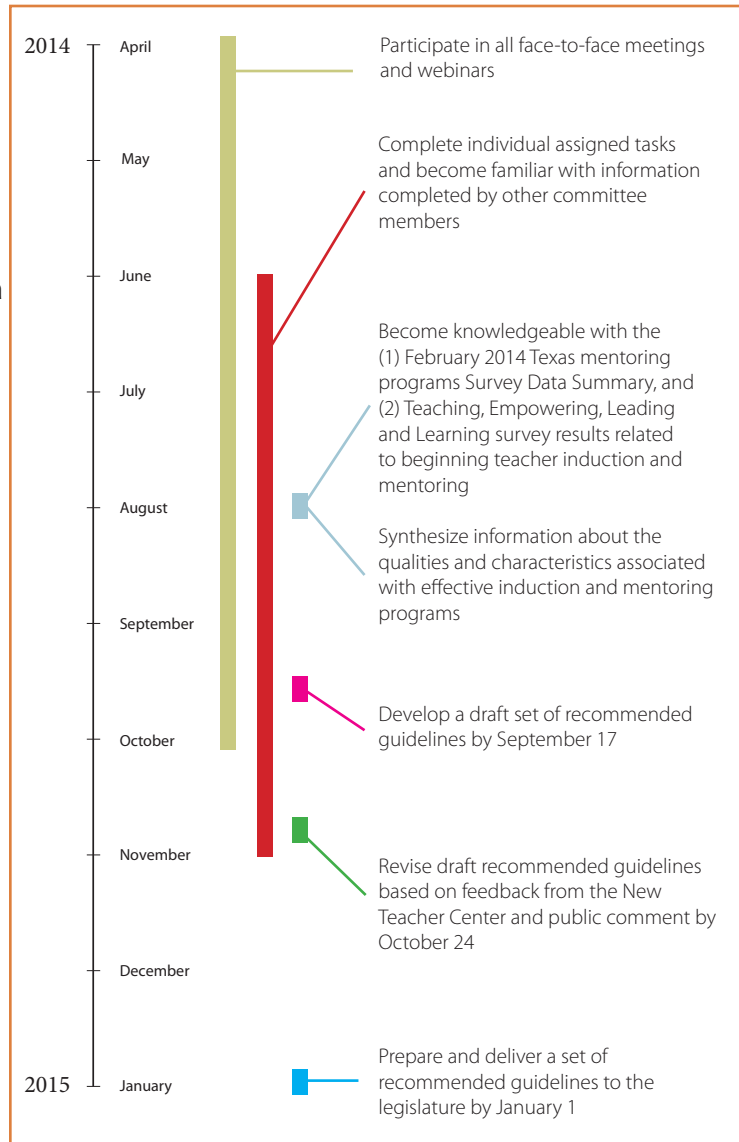 2014
April
May
June
July
August
September
October
November
December
2015
January
Participate in all face-to-face meetings
and webinars
Complete individual assigned tasks
and become familiar with information
completed by other committee
members
Become knowledgeable with the
(1) February 2014 Texas mentoring
programs Survey Data Summary, and
(2) Teaching, Empowering, Leading
and Learning survey results related
to beginning teacher induction and
mentoring
Synthesize information about the
qualities and characteristics associated
with effective induction and mentoring
programs
Develop a draft set of recommended
guidelines by September 17
Revise draft recommended guidelines
based on feedback from the New
Teacher Center and public comment by
October 24
Prepare and deliver a set of
recommended guidelines to the
legislature by January 1